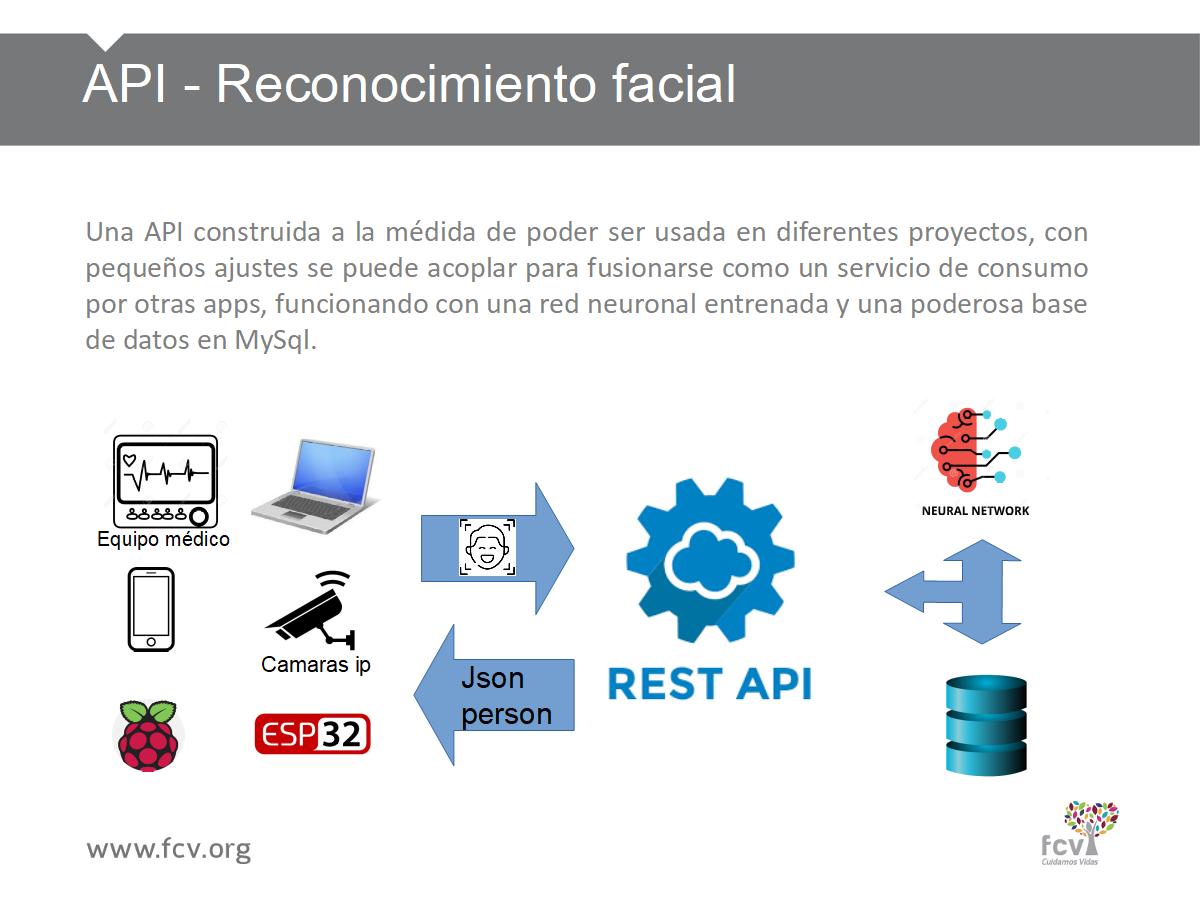 API - Reconocimiento facial
Una API construida a la médida de poder ser usada en diferentes proyectos, con
pequeños ajustes se puede acoplar para fusionarse como un servicio de consumo
por otras apps, funcionando con una red neuronal entrenada y una poderosa base
de datos en MySql.
Equipo médico
Camaras ip
ESP32
Json
person
REST API
NEURAL NETWORK
www.fcv.org
fcv
Cuidamos Vidas